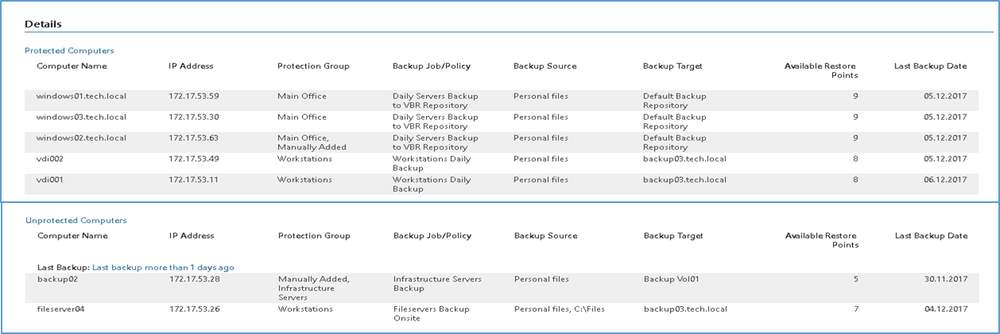 Details
Protected Computers
Computer Name IP Address Protection Group Backup Job/Policy Backup Source Backup Target Available Restore Last Backup Date
Points
windows01.tech.local 172.17.53.59 Main Office Daily Servers Backup Personal files Default Backup 9 05.12.2017
to VBR Repository Repository
windows03.tech.local 172.17.53.30 Main Office Daily Servers Backup Personal files Default Backup 9 05.12.2017
to VBR Repository Repository
windows02.tech.local 172.17.53.63 Main Office, Daily Servers Backup Personal files Default Backup 9 05.12.2017
Manually Added to VBR Repository Repository
vdi002 172.17.53.49 Workstations Workstations Daily Personal files backup03.tech.local 8 05.12.2017
Backup
vdi001 172.17.53.11 Workstations Workstations Daily Personal files backup03.tech.local 8 06.12.2017
Backup
Unprotected Computers
Computer Name IP Address Protection Group Backup Job/Policy Backup Source Backup Target Available Restore Last Backup Date
Points
Last Backup: Last backup more than 1 days ago
backup02 172.17.53.28 Manually Added, Infrastructure Servers Personal files Backup Vol01 5 30.11.2017
Infrastructure Backup
Servers
fileserver04 172.17.53.26 Workstations Fileservers Backup Personal files, C:\Files backup03.tech.local 7 04.12.2017
Onsite